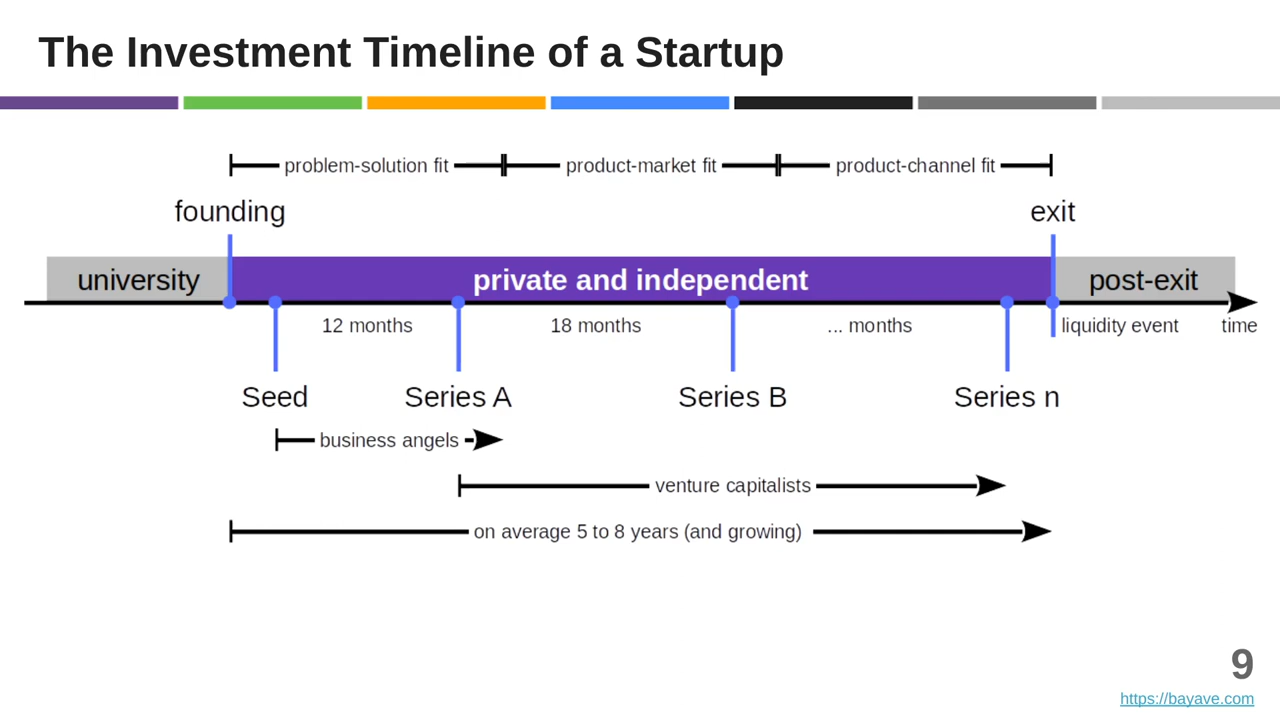 The Investment Timeline of a Startup
problem-solution fit product-market fit product-channel fit
founding exit
university private and independent post-exit
12 months 18 months ... months liquidity event time
Seed Series A Series B Series n
business angels
venture capitalists
on average 5 to 8 years (and growing)
9
https://bayave.com